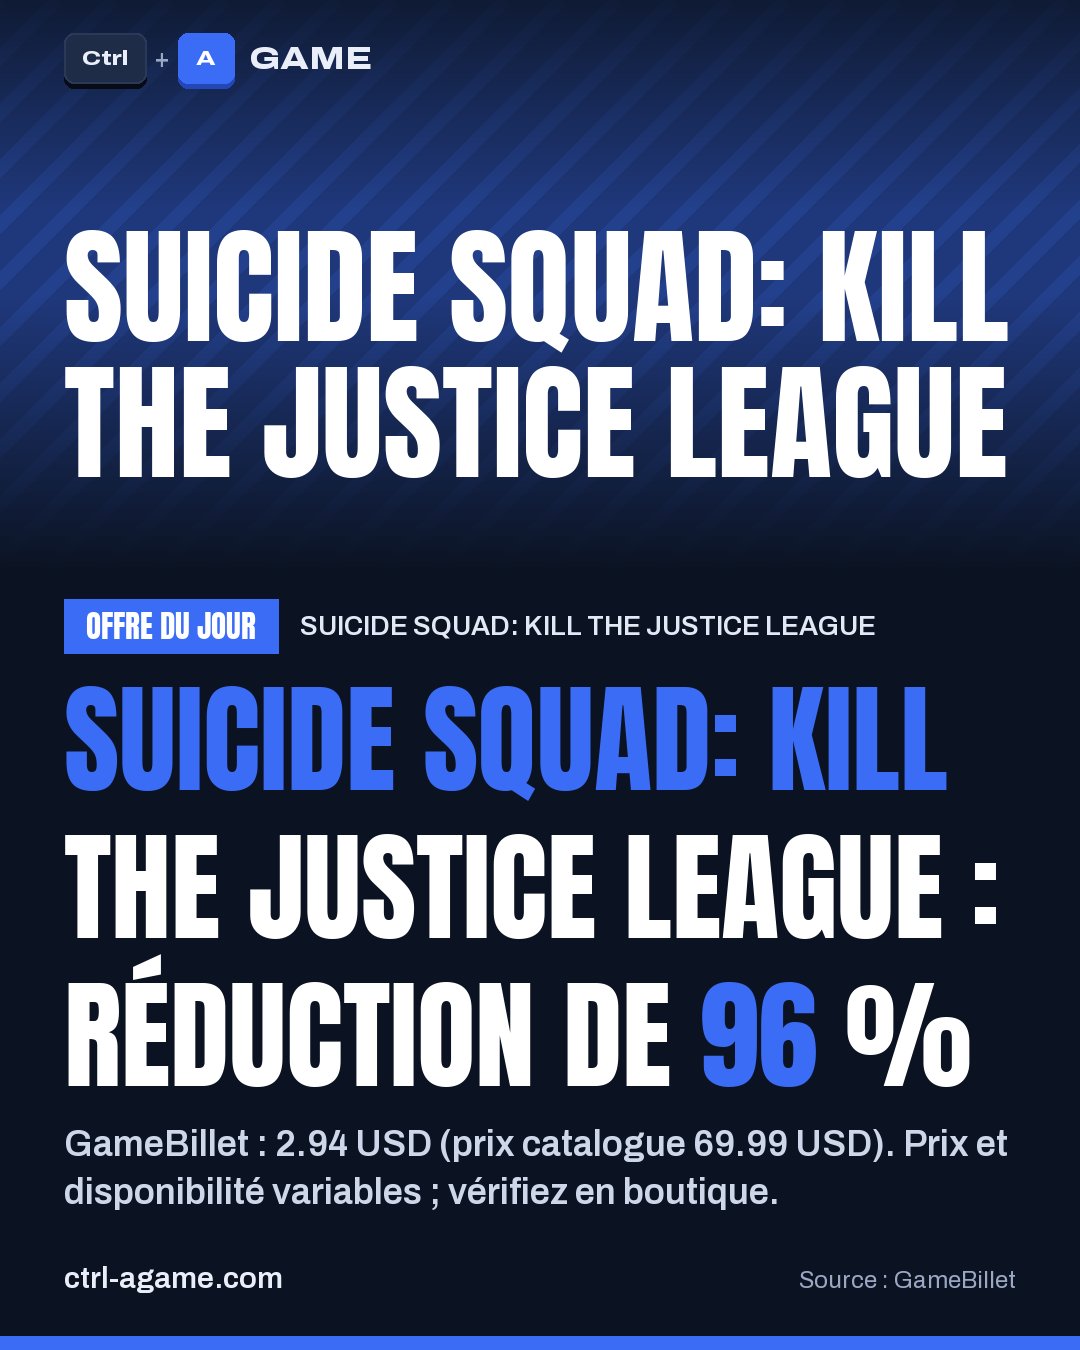 Ctrl + A GAME
SUICIDE SQUAD: KILL
THE JUSTICE LEAGUE
OFFRE DU JOUR SUICIDE SQUAD: KILL THE JUSTICE LEAGUE
SUICIDE SQUAD: KILL
THE JUSTICE LEAGUE :
RÉDUCTION DE 96 %
GameBillet : 2.94 USD (prix catalogue 69.99 USD). Prix et
disponibilité variables ; vérifiez en boutique.
ctrl-agame.com Source : GameBillet